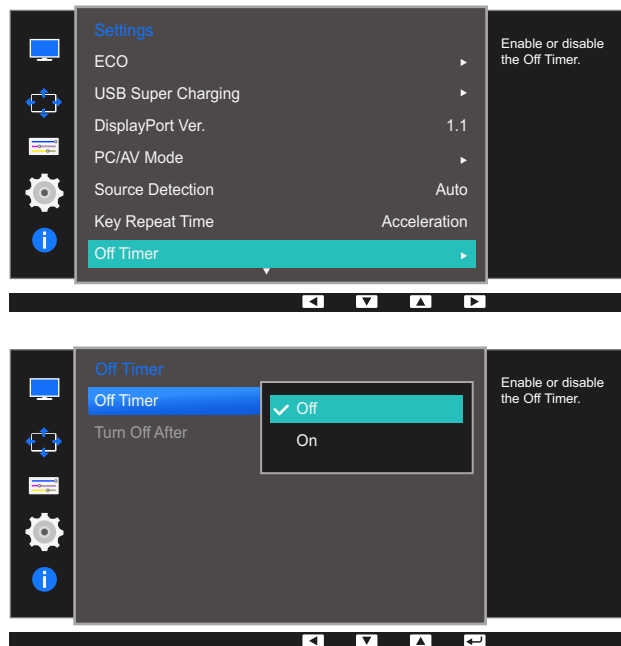 Settings
Enable or disable
the Off Timer.
ECO
USB Super Charging
DisplayPort Ver. 1.1
PC/AV Mode
Source Detection Auto
Key Repeat Time Acceleration
Off Timer
Off Timer
Enable or disable
the Off Timer.
Off Timer
Off
Turn Off After
On